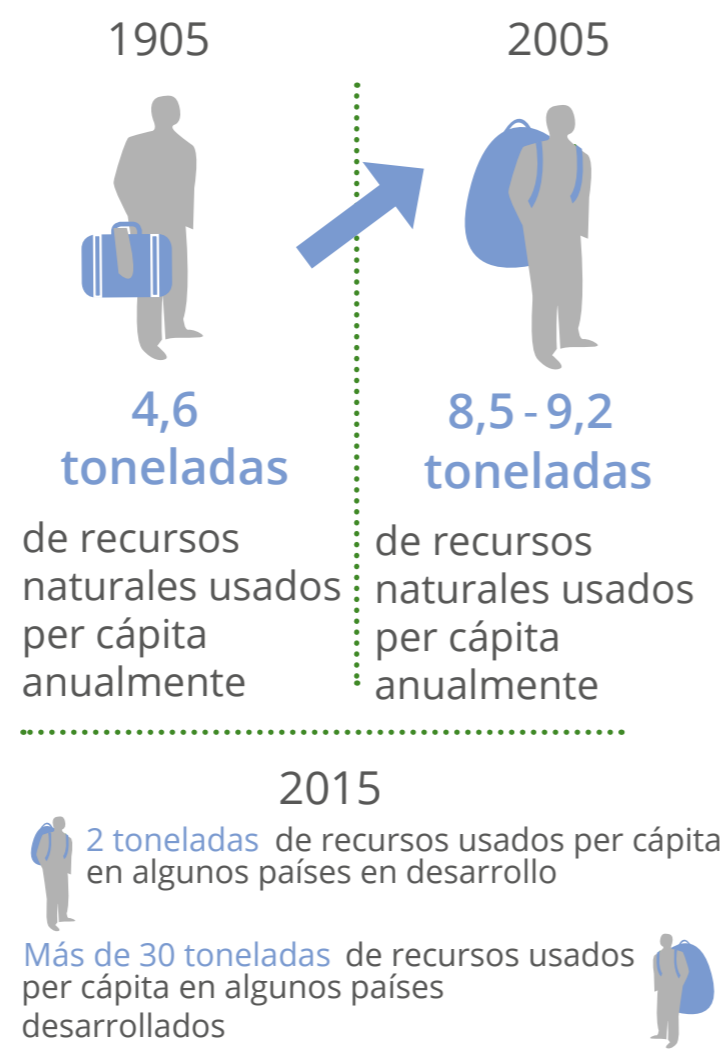 1905
4,6
toneladas
de recursos
naturales usados
per cápita
anualmente
2005
8,5 - 9,2
toneladas
de recursos
naturales usados
per cápita
anualmente
2015
2 toneladas de recursos usados per cápita
en algunos países en desarrollo
Más de 30 toneladas de recursos usados
per cápita en algunos países
desarrollados